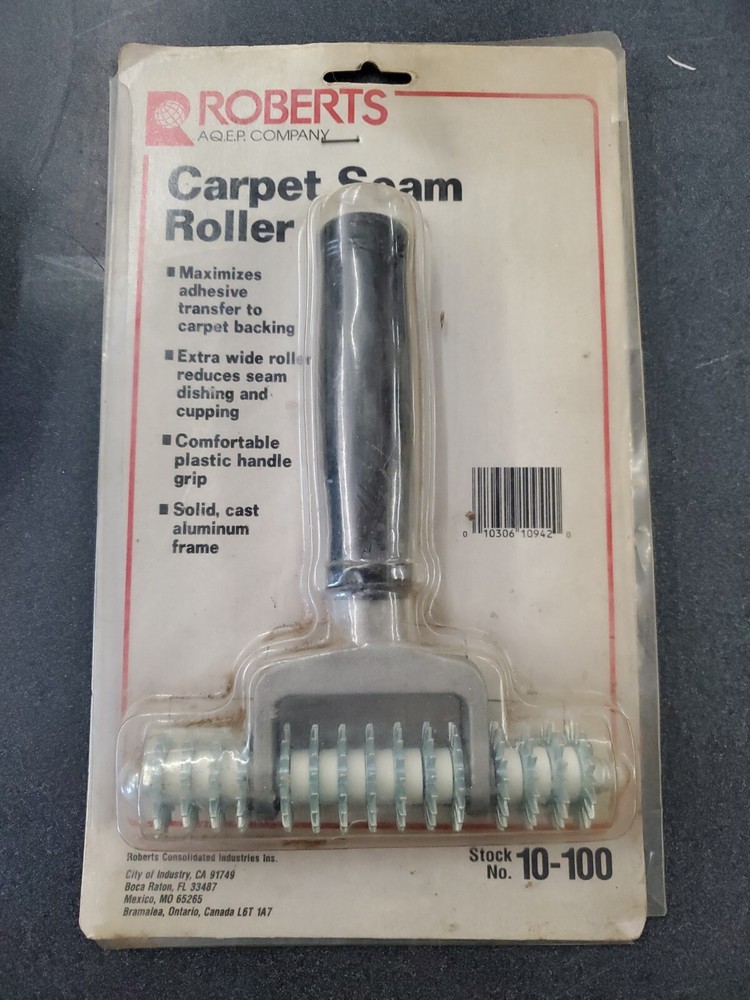 ROBERTS
A Q.E.P. COMPANY
Carpet Seam
Roller
■ Maximizes
adhesive
transfer to
carpet backing
■ Extra wide roller
reduces seam
dishing and
cupping
■ Comfortable
plastic handle
grip
■ Solid, cast
aluminum
frame
0 10306 10942 0
Roberts Consolidated Industries Inc.
City of Industry, CA 91749
Boca Raton, FL 33487
Mexico, MO 65265
Bramalea, Ontario, Canada L6T 1A7
Stock
No. 10-100